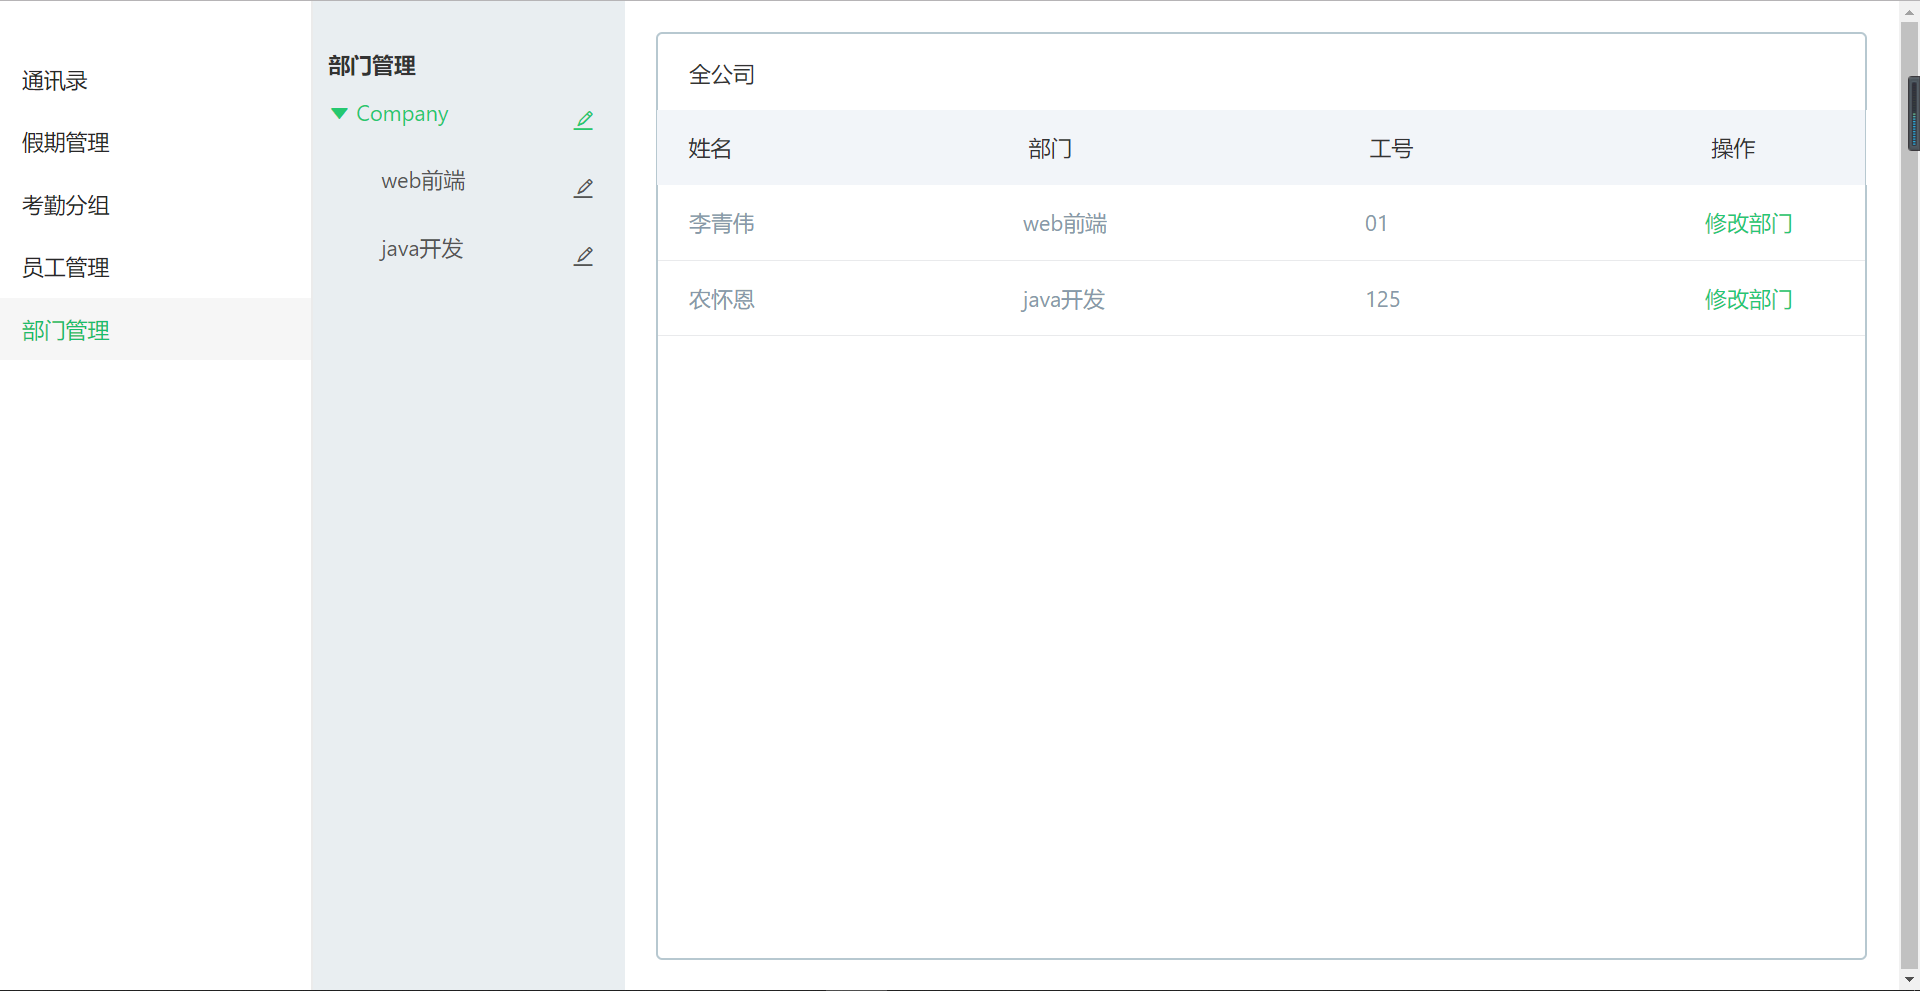 通讯录
假期管理
考勤分组
员工管理
部门管理
部门管理
Company
web前端
java开发
全公司
姓名 部门 工号 操作
李青伟 web前端 01 修改部门
农怀恩 java开发 125 修改部门